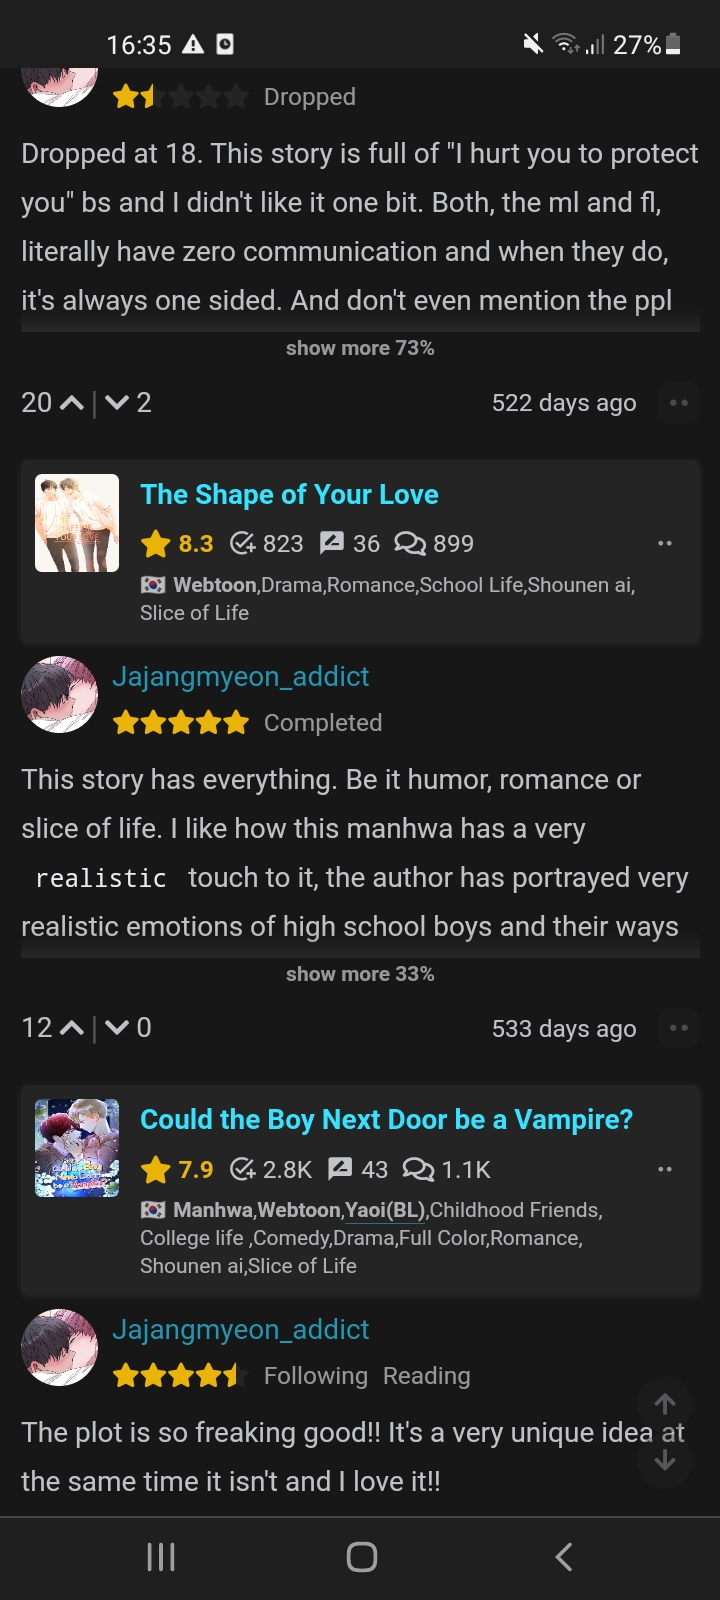 16:35
27%
Dropped
Dropped at 18. This story is full of "I hurt you to protect
you" bs and I didn't like it one bit. Both, the ml and fl,
literally have zero communication and when they do,
it's always one sided. And don't even mention the ppl
show more 73%
20 | 2
522 days ago
The Shape of Your Love
8.3 823 36 899
Webtoon,Drama,Romance,School Life,Shounen ai,
Slice of Life
Jajangmyeon_addict
Completed
This story has everything. Be it humor, romance or
slice of life. I like how this manhwa has a very
realistic touch to it, the author has portrayed very
realistic emotions of high school boys and their ways
show more 33%
12 | 0
533 days ago
Could the Boy Next Door be a Vampire?
7.9 2.8K 43 1.1K
Manhwa,Webtoon,Yaoi(BL),Childhood Friends,
College life ,Comedy,Drama,Full Color,Romance,
Shounen ai,Slice of Life
Jajangmyeon_addict
Following Reading
The plot is so freaking good!! It's a very unique idea at
the same time it isn't and I love it!!